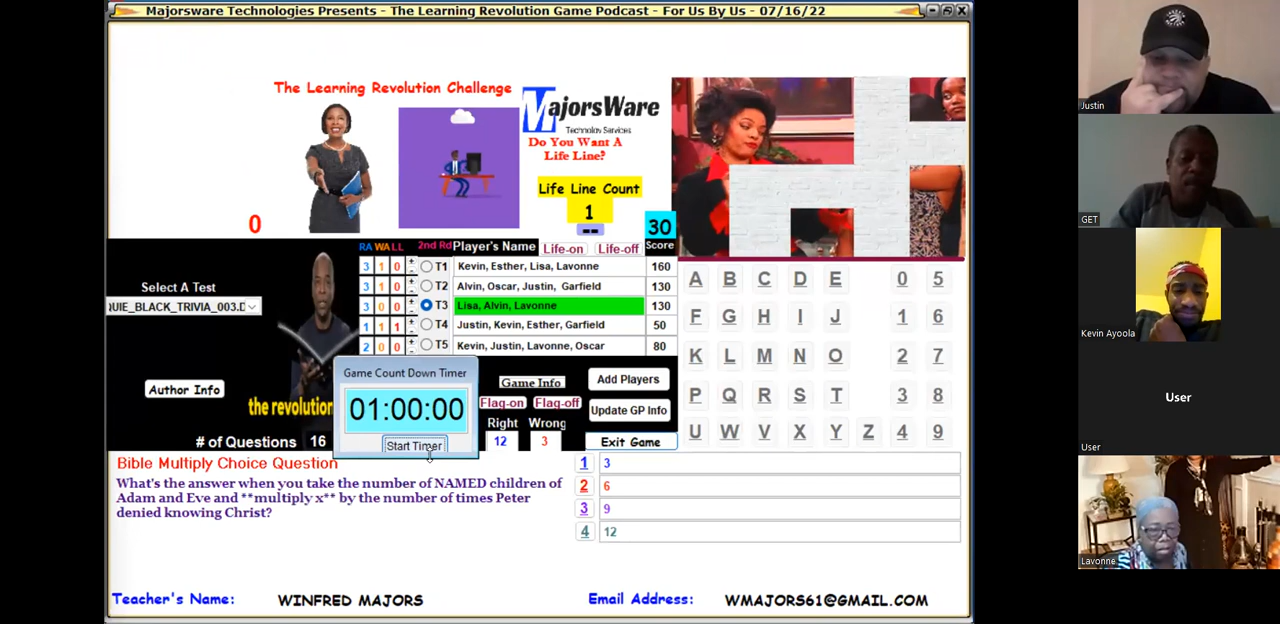 Majorsware Technologies Presents - The Learning Revolution Game Podcast - For Us By Us - 07/16/22
The Learning Revolution Challenge
MajorsWare
Technology Services
Do You Want A
Life Line?
Life Line Count
1
--
0
30
RA WA LL 2nd Rd Player's Name Life-on Life-off Score
3 1 0 T1 Kevin, Esther, Lisa, Lavonne 160
3 1 0 T2 Alvin, Oscar, Justin, Garfield 130
3 0 0 T3 Lisa, Alvin, Lavonne 130
1 1 1 T4 Justin, Kevin, Esther, Garfield 50
2 0 0 T5 Kevin, Justin, Lavonne, Oscar 80
Select A Test
QUIE_BLACK_TRIVIA_003.D
Author Info
the revolution
# of Questions 16
Game Count Down Timer
01:00:00
Start Timer
Game Info
Flag-on Flag-off
Right Wrong
12 3
Add Players
Update GP Info
Exit Game
A B C D E 0 5
F G H I J 1 6
K L M N O 2 7
P Q R S T 3 8
U W V X Y Z 4 9
Bible Multiply Choice Question
What's the answer when you take the number of NAMED children of
Adam and Eve and **multiply x** by the number of times Peter
denied knowing Christ?
1 3
2 6
3 9
4 12
Teacher's Name: WINFRED MAJORS Email Address: WMAJORS61@GMAIL.COM
Justin
GET
Kevin Ayoola
User
User
Lavonne